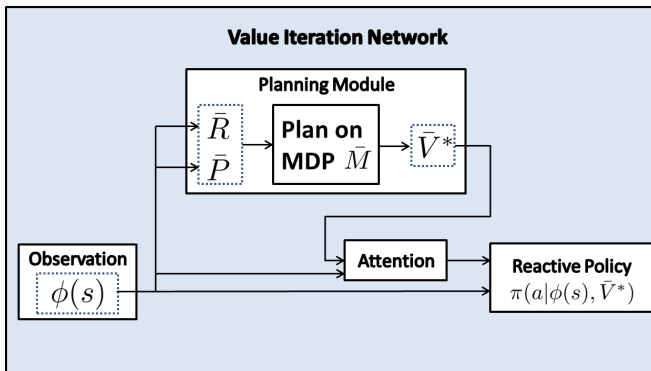 Value Iteration Network
Planning Module
R̄
P̄
Plan on
MDP M̄
V̄*
Observation
ϕ(s)
Attention
Reactive Policy
π(a|ϕ(s), V̄*)